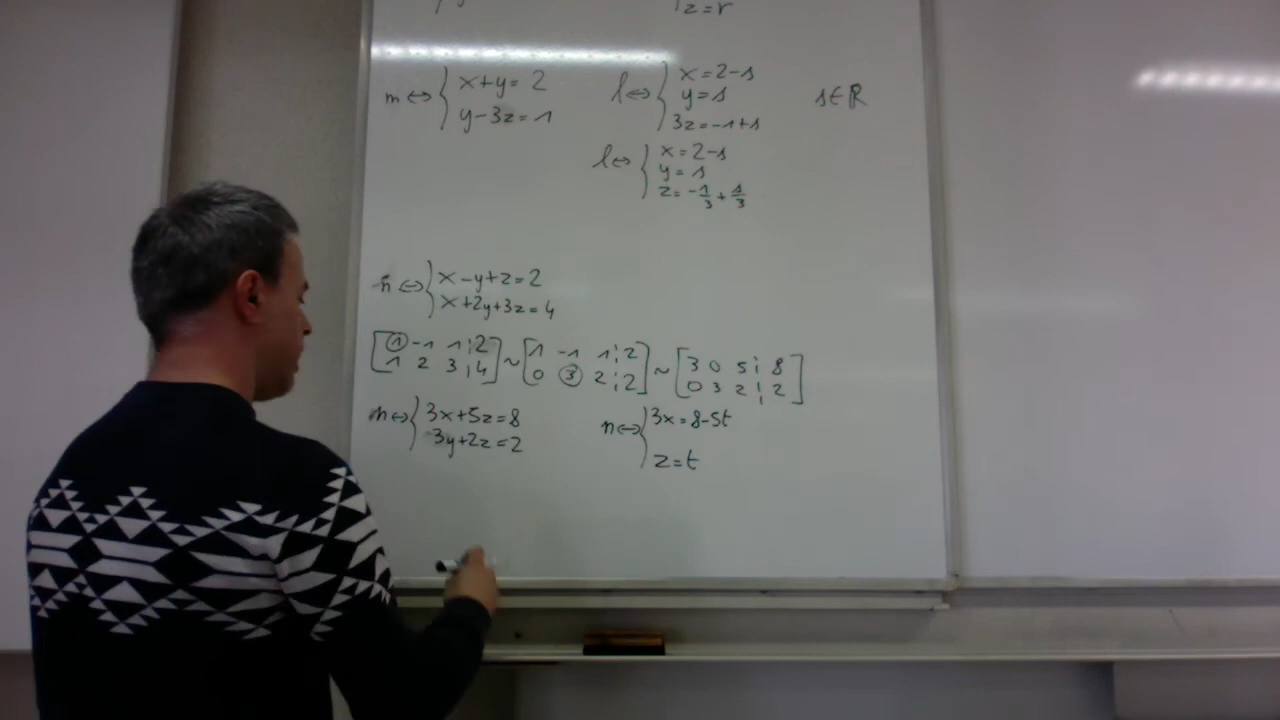 z=r
m⇔{x+y=2
y-3z=1
l⇔{x=2-s
y=s
3z=-1+s
s∈ℝ
l⇔{x=2-s
y=s
z=-1/3+s/3
n⇔{x-y+z=2
x+2y+3z=4
[1 -1 1¦2
1 2 3¦4]~[1 -1 1¦2
0 3 2¦2]~[3 0 5¦8
0 3 2¦2]
n⇔{3x+5z=8
3y+2z=2
n⇔{3x=8-5t
z=t